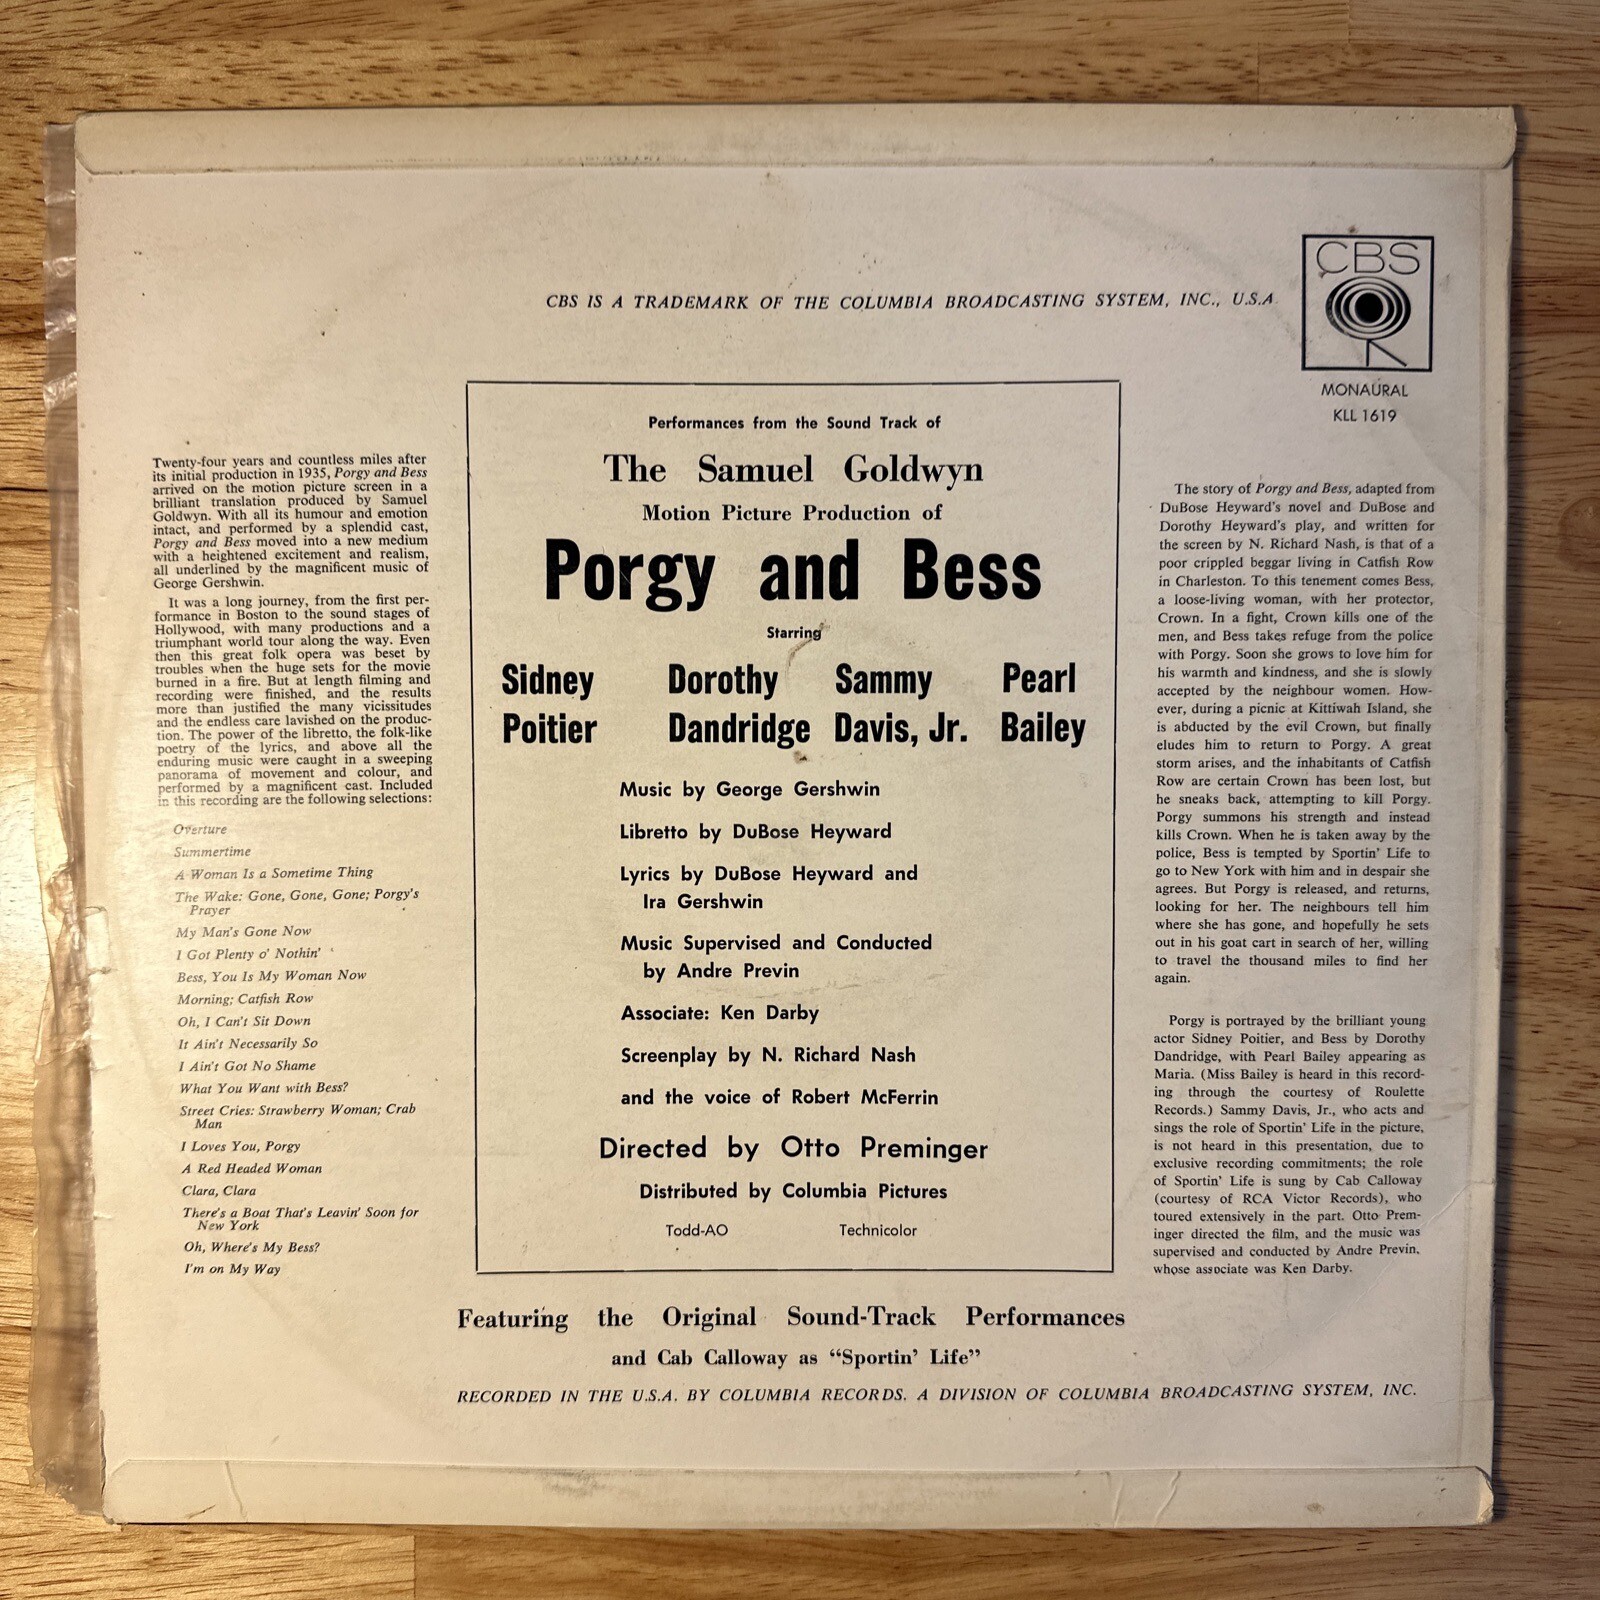 CBS IS A TRADEMARK OF THE COLUMBIA BROADCASTING SYSTEM, INC., U.S.A.
CBS
MONAURAL
KLL 1619
Twenty-four years and countless miles after
its initial production in 1935, Porgy and Bess
arrived on the motion picture screen in a
brilliant translation produced by Samuel
Goldwyn. With all its humour and emotion
intact, and performed by a splendid cast,
Porgy and Bess moved into a new medium
with a heightened excitement and realism,
all underlined by the magnificent music of
George Gershwin.
It was a long journey, from the first per-
formance in Boston to the sound stages of
Hollywood, with many productions and a
triumphant world tour along the way. Even
then this great folk opera was beset by
troubles when the huge sets for the movie
burned in a fire. But at length filming and
recording were finished, and the results
more than justified the many vicissitudes
and the endless care lavished on the produc-
tion. The power of the libretto, the folk-like
poetry of the lyrics, and above all the
enduring music were caught in a sweeping
panorama of movement and colour, and
performed by a magnificent cast. Included
in this recording are the following selections:
Overture
Summertime
A Woman Is a Sometime Thing
The Wake: Gone, Gone, Gone; Porgy's
Prayer
My Man's Gone Now
I Got Plenty o' Nothin'
Bess, You Is My Woman Now
Morning; Catfish Row
Oh, I Can't Sit Down
It Ain't Necessarily So
I Ain't Got No Shame
What You Want with Bess?
Street Cries: Strawberry Woman; Crab
Man
I Loves You, Porgy
A Red Headed Woman
Clara, Clara
There's a Boat That's Leavin' Soon for
New York
Oh, Where's My Bess?
I'm on My Way
Performances from the Sound Track of
The Samuel Goldwyn
Motion Picture Production of
Porgy and Bess
Starring
Sidney Dorothy Sammy Pearl
Poitier Dandridge Davis, Jr. Bailey
Music by George Gershwin
Libretto by DuBose Heyward
Lyrics by DuBose Heyward and
Ira Gershwin
Music Supervised and Conducted
by Andre Previn
Associate: Ken Darby
Screenplay by N. Richard Nash
and the voice of Robert McFerrin
Directed by Otto Preminger
Distributed by Columbia Pictures
Todd-AO Technicolor
The story of Porgy and Bess, adapted from
DuBose Heyward's novel and DuBose and
Dorothy Heyward's play, and written for
the screen by N. Richard Nash, is that of a
poor crippled beggar living in Catfish Row
in Charleston. To this tenement comes Bess,
a loose-living woman, with her protector,
Crown. In a fight, Crown kills one of the
men, and Bess takes refuge from the police
with Porgy. Soon she grows to love him for
his warmth and kindness, and she is slowly
accepted by the neighbour women. How-
ever, during a picnic at Kittiwah Island, she
is abducted by the evil Crown, but finally
eludes him to return to Porgy. A great
storm arises, and the inhabitants of Catfish
Row are certain Crown has been lost, but
he sneaks back, attempting to kill Porgy.
Porgy summons his strength and instead
kills Crown. When he is taken away by the
police, Bess is tempted by Sportin' Life to
go to New York with him and in despair she
agrees. But Porgy is released, and returns,
looking for her. The neighbours tell him
where she has gone, and hopefully he sets
out in his goat cart in search of her, willing
to travel the thousand miles to find her
again.
Porgy is portrayed by the brilliant young
actor Sidney Poitier, and Bess by Dorothy
Dandridge, with Pearl Bailey appearing as
Maria. (Miss Bailey is heard in this record-
ing through the courtesy of Roulette
Records.) Sammy Davis, Jr., who acts and
sings the role of Sportin' Life in the picture,
is not heard in this presentation, due to
exclusive recording commitments; the role
of Sportin' Life is sung by Cab Calloway
(courtesy of RCA Victor Records), who
toured extensively in the part. Otto Prem-
inger directed the film, and the music was
supervised and conducted by Andre Previn,
whose associate was Ken Darby.
Featuring the Original Sound-Track Performances
and Cab Calloway as “Sportin' Life”
RECORDED IN THE U.S.A. BY COLUMBIA RECORDS. A DIVISION OF COLUMBIA BROADCASTING SYSTEM, INC.